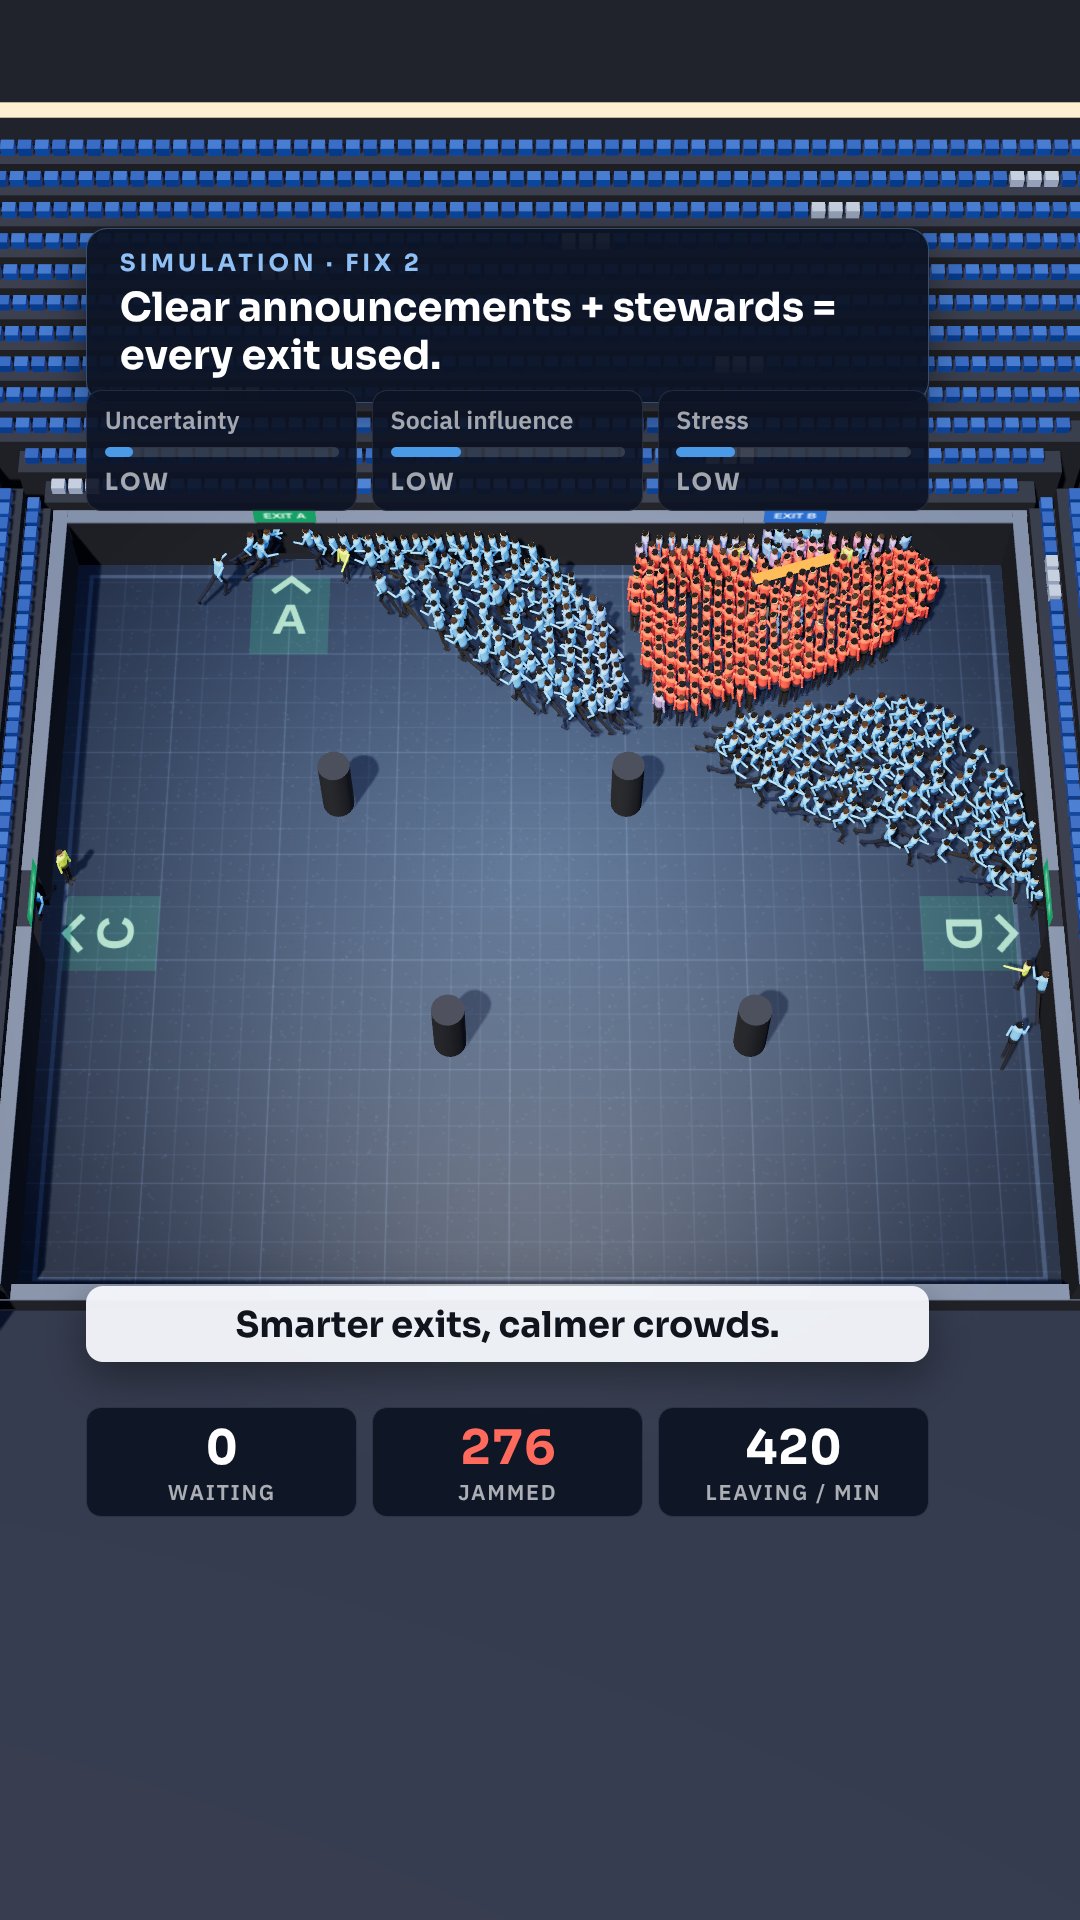 SIMULATION · FIX 2
Clear announcements + stewards =
every exit used.
Uncertainty
LOW
Social influence
LOW
Stress
LOW
EXIT A
EXIT B
A
C
D
Smarter exits, calmer crowds.
0
WAITING
276
JAMMED
420
LEAVING / MIN